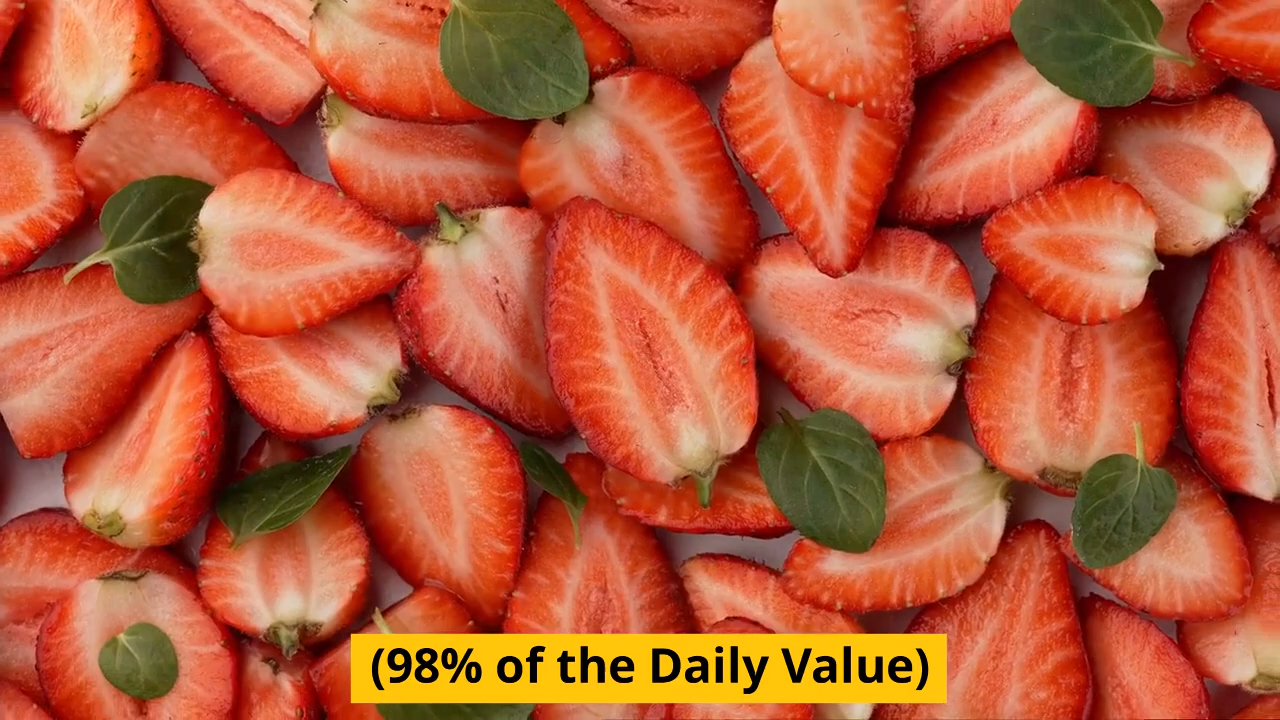 (98% of the Daily Value)